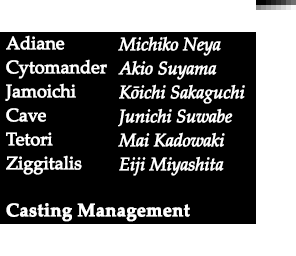 Adiane Michiko Neya
Cytomander Akio Suyama
Jamoichi Kōichi Sakaguchi
Cave Junichi Suwabe
Tetori Mai Kadowaki
Ziggitalis Eiji Miyashita
Casting Management